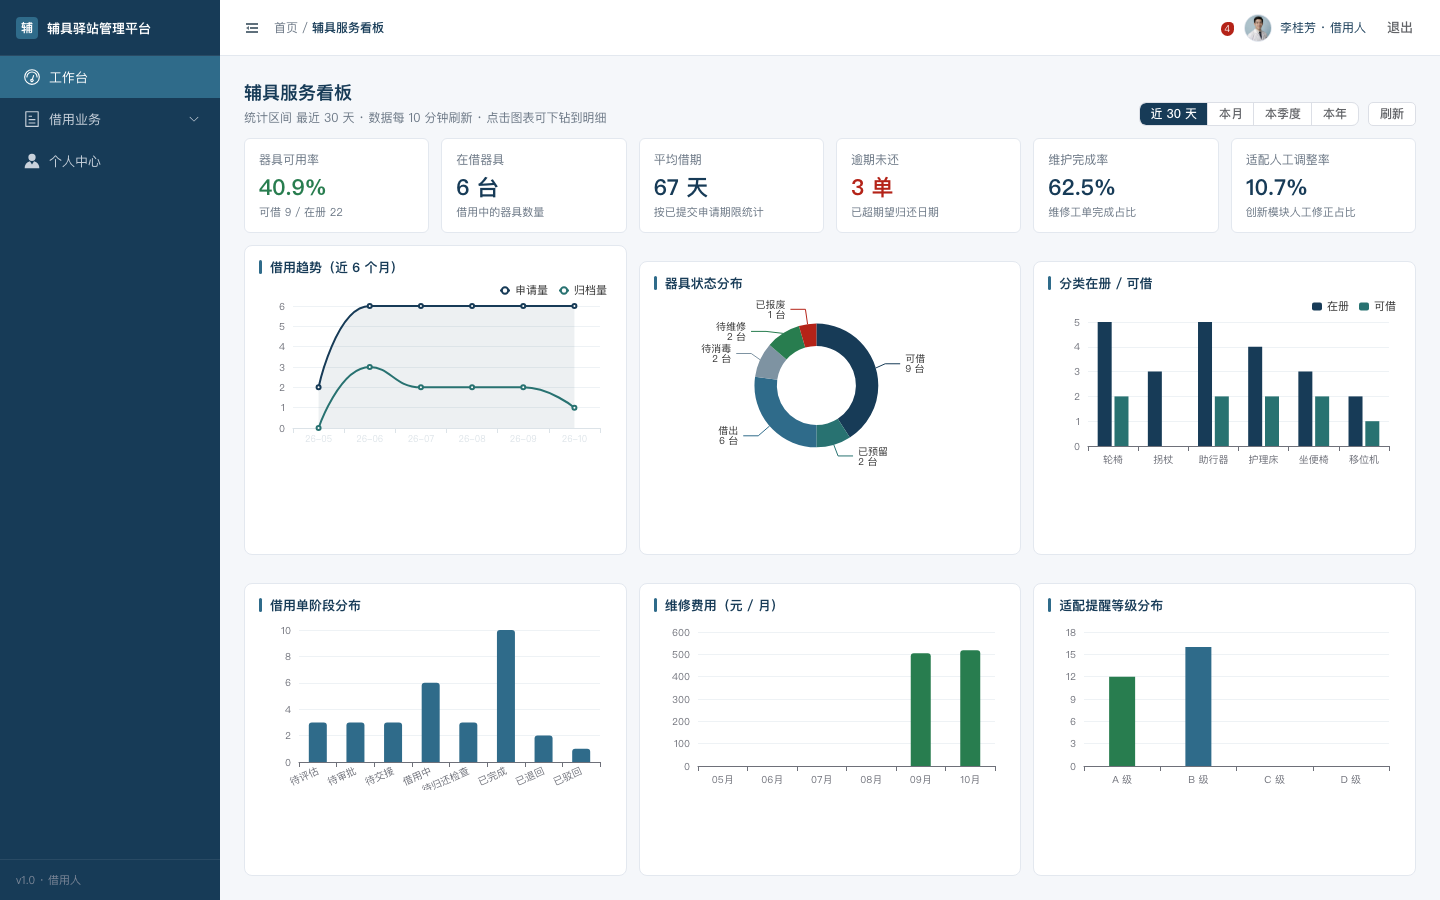 辅 辅具驿站管理平台
工作台
借用业务
个人中心
v1.0 · 借用人
首页 / 辅具服务看板
4 李桂芳 · 借用人 退出
辅具服务看板
统计区间 最近 30 天 · 数据每 10 分钟刷新 · 点击图表可下钻到明细
近 30 天 本月 本季度 本年 刷新
器具可用率
40.9%
可借 9 / 在册 22
在借器具
6 台
借用中的器具数量
平均借期
67 天
按已提交申请期限统计
逾期未还
3 单
已超期望归还日期
维护完成率
62.5%
维修工单完成占比
适配人工调整率
10.7%
创新模块人工修正占比
借用趋势（近 6 个月）
申请量 归档量
6
5
4
3
2
1
0
26-05 26-06 26-07 26-08 26-09 26-10
器具状态分布
已报废
1 台
待维修
2 台
待消毒
2 台
借出
6 台
可借
9 台
已预留
2 台
分类在册 / 可借
在册 可借
5
4
3
2
1
0
轮椅 拐杖 助行器 护理床 坐便椅 移位机
借用单阶段分布
10
8
6
4
2
0
待评估 待审批 待交接 借用中 待归还检查 已完成 已退回 已驳回
维修费用（元 / 月）
600
500
400
300
200
100
0
05月 06月 07月 08月 09月 10月
适配提醒等级分布
18
15
12
9
6
3
0
A 级 B 级 C 级 D 级